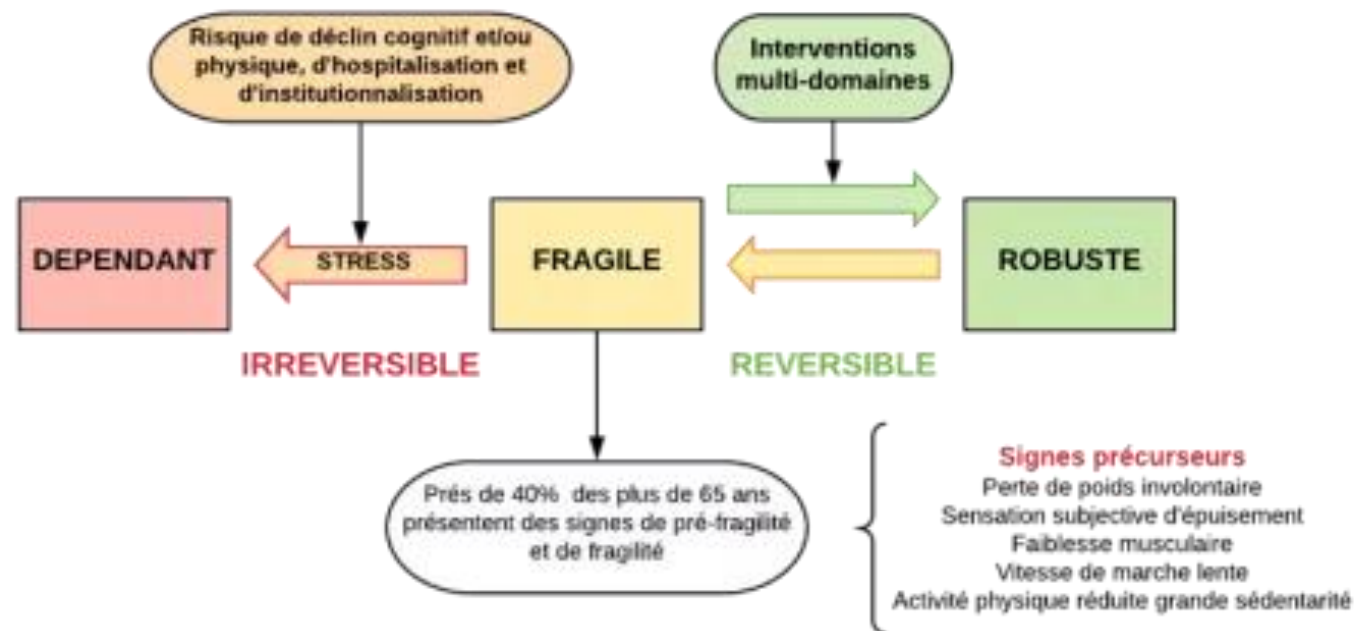 Risque de déclin cognitif et/ou
physique, d'hospitalisation et
d'institutionnalisation
Interventions
multi-domaines
DEPENDANT
STRESS
FRAGILE
ROBUSTE
IRREVERSIBLE
REVERSIBLE
Prés de 40% des plus de 65 ans
présentent des signes de pré-fragilité
et de fragilité
Signes précurseurs
Perte de poids involontaire
Sensation subjective d'épuisement
Faiblesse musculaire
Vitesse de marche lente
Activité physique réduite grande sédentarité